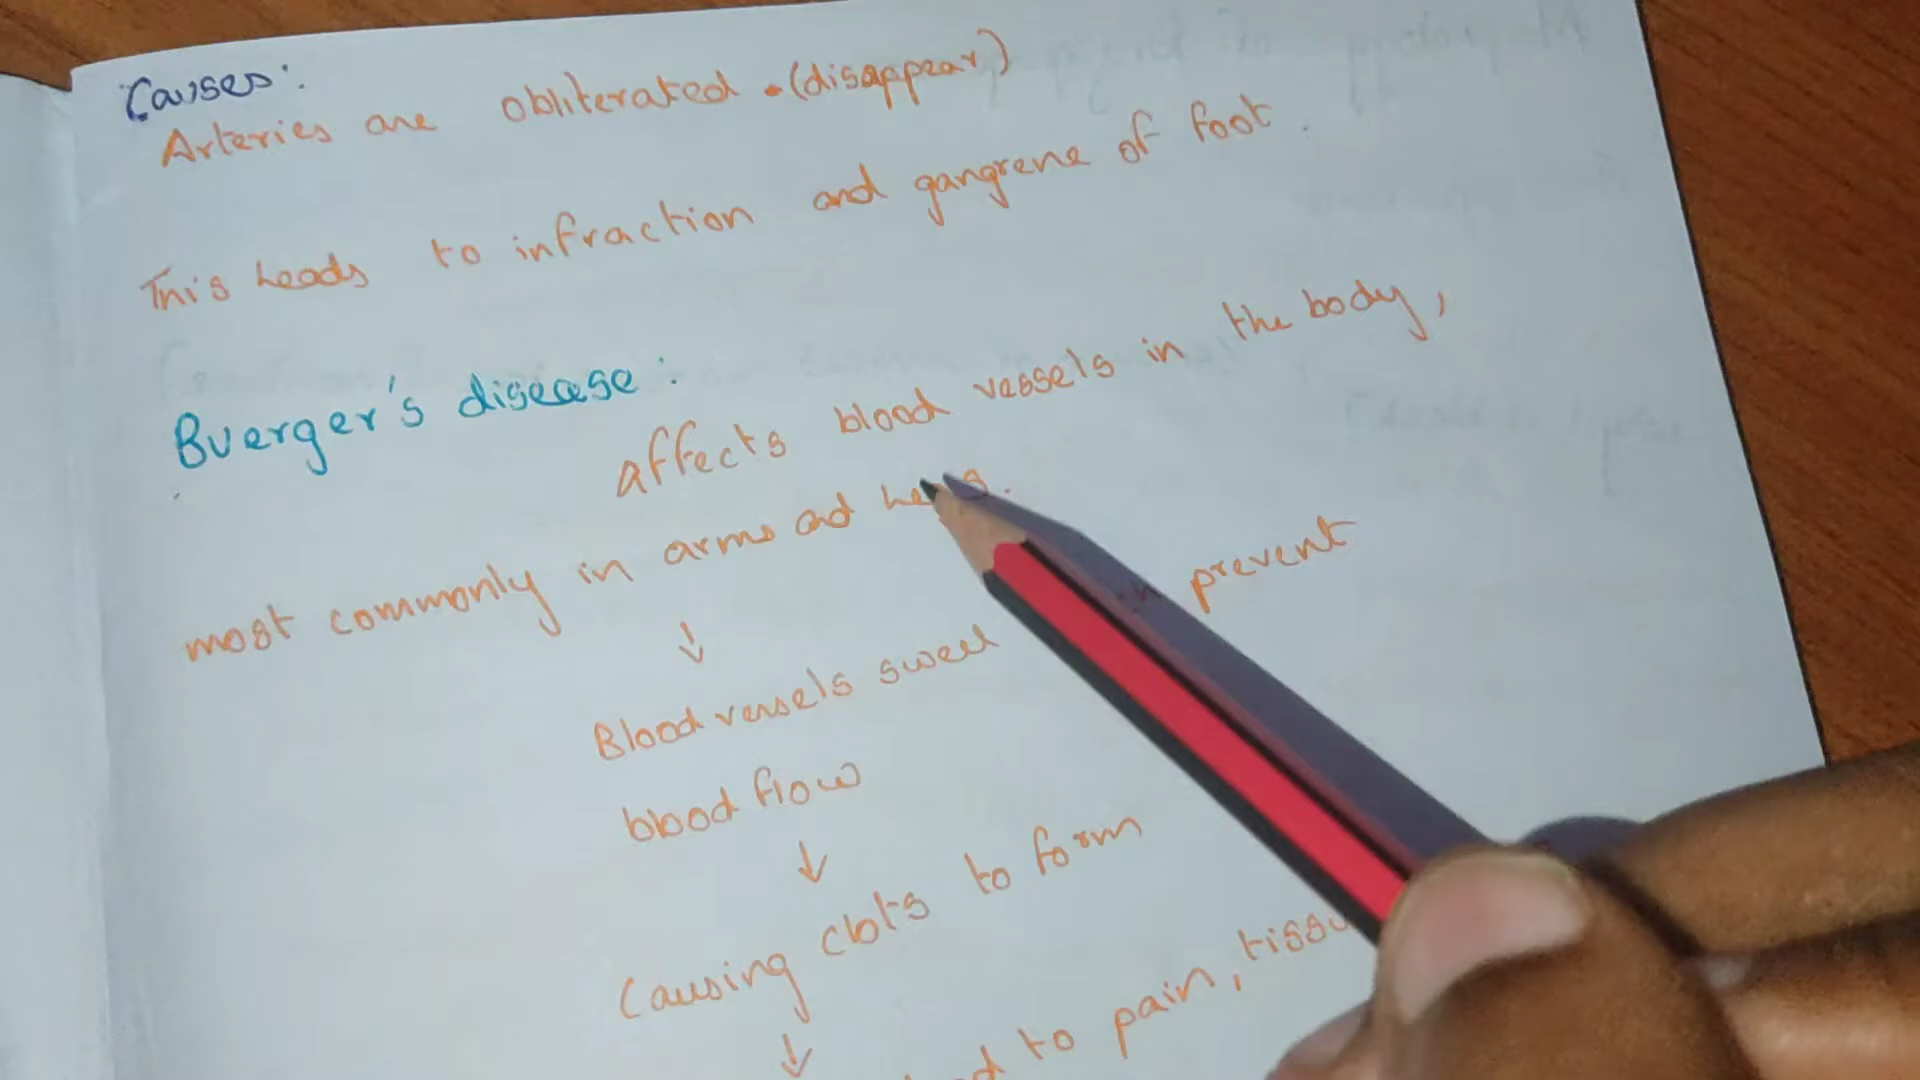 Causes:
Arteries are obliterated . (disappear)
This leads to infraction and gangrene of foot.
Buerger's disease:
affects blood vessels in the body,
most commonly in arms ad
Blood vessels swell prevent
blood flow
Causing clots to form
to pain,